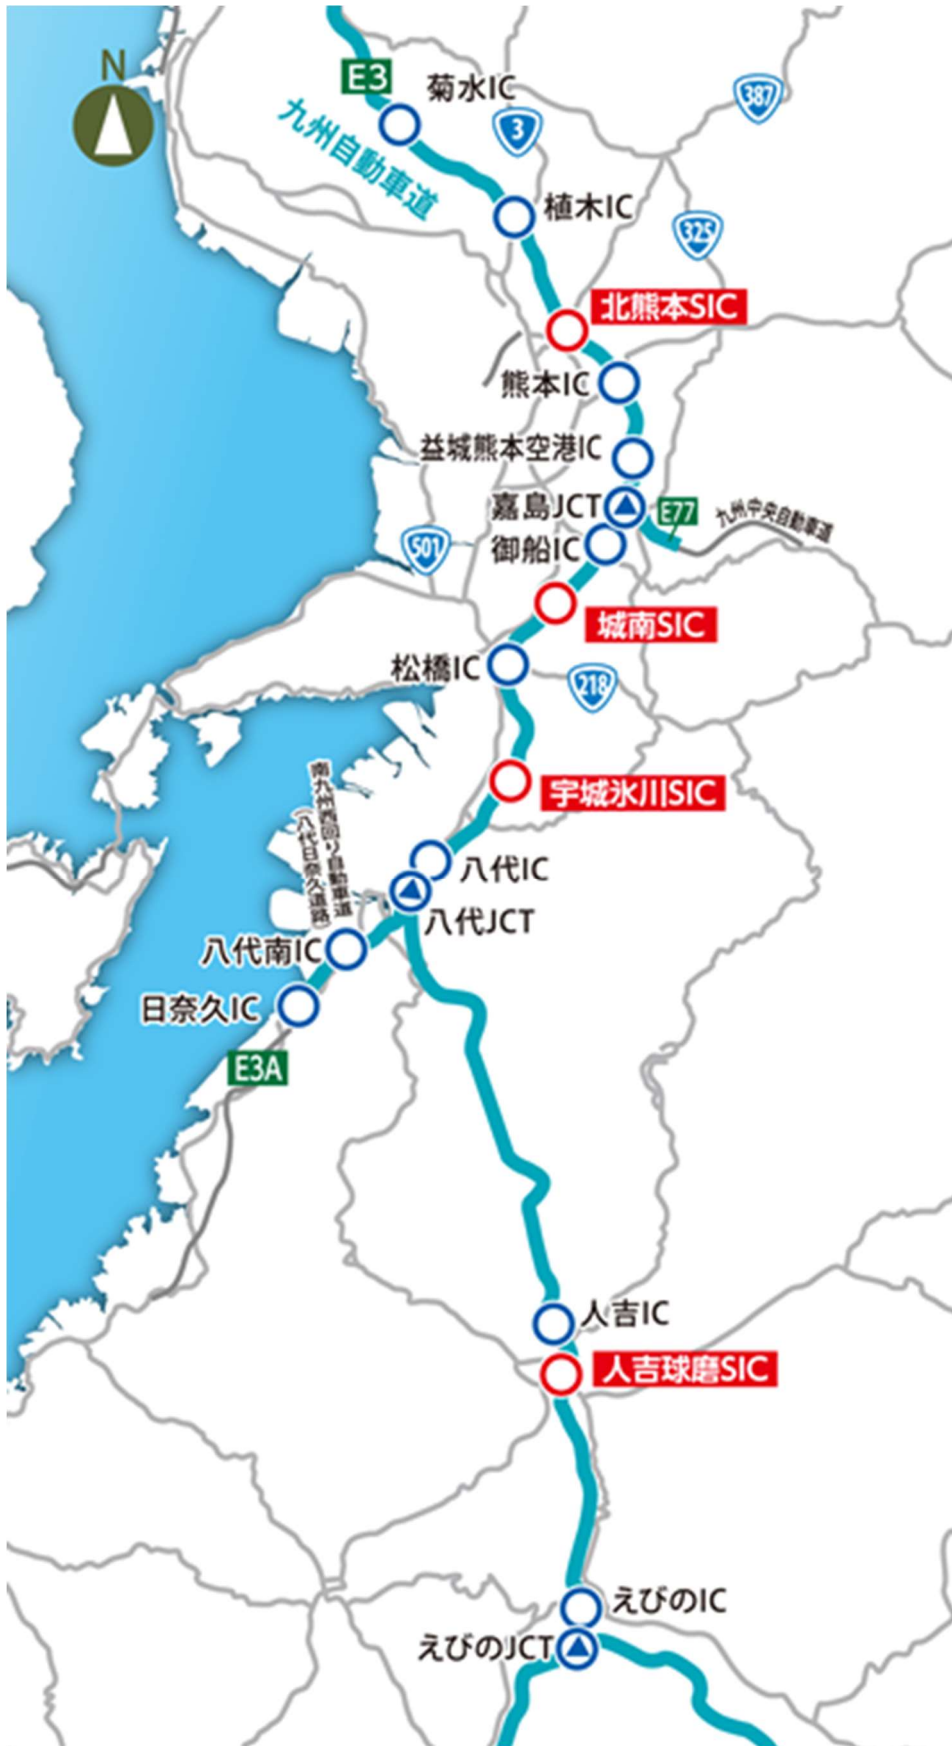 N
E3
菊水IC
387
3
九州自動車道
植木IC
325
北熊本SIC
熊本IC
益城熊本空港IC
嘉島JCT
E77
九州中央自動車道
御船IC
501
城南SIC
松橋IC
218
南九州西回り自動車道
(八代日奈久道路)
宇城氷川SIC
八代IC
八代JCT
八代南IC
日奈久IC
E3A
人吉IC
人吉球磨SIC
えびのIC
えびのJCT